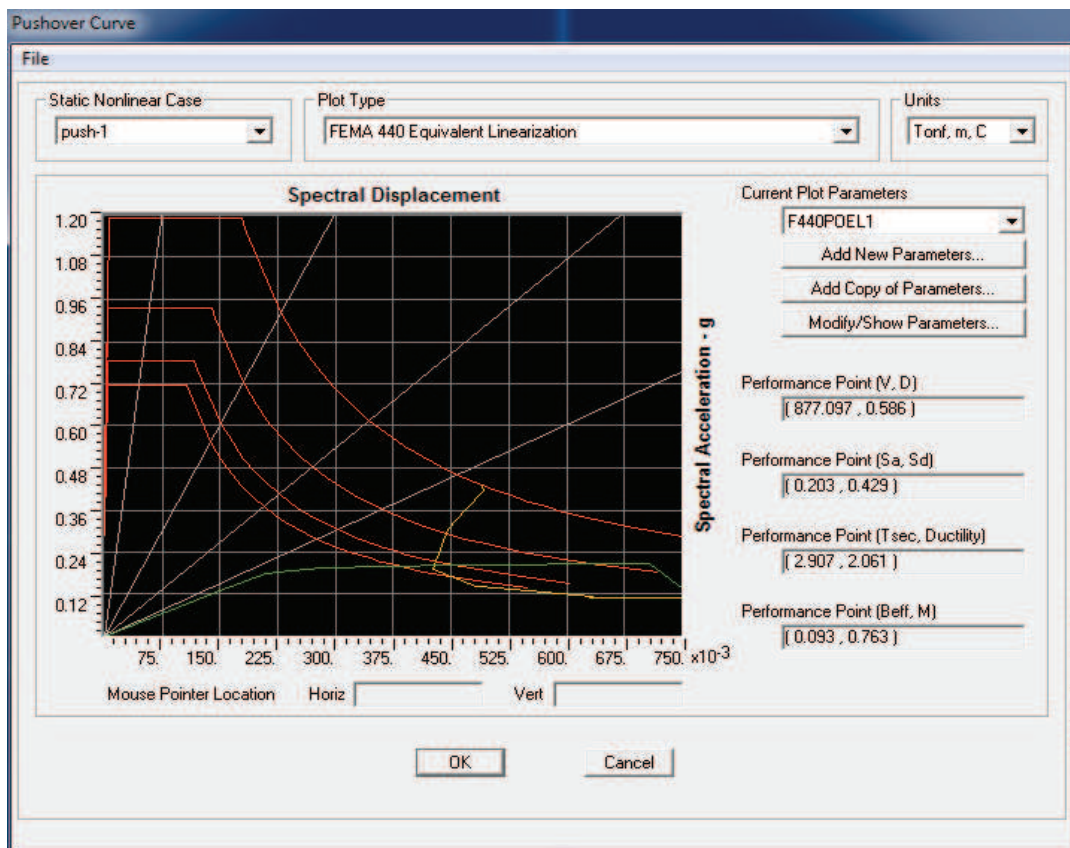 Pushover Curve
File
Static Nonlinear Case
push-1
Plot Type
FEMA 440 Equivalent Linearization
Units
Tonf, m, C
Spectral Displacement
1.20
1.08
0.96
0.84
0.72
0.60
0.48
0.36
0.24
0.12
75. 150. 225. 300. 375. 450. 525. 600. 675. 750. x10-3
Spectral Acceleration - g
Mouse Pointer Location Horiz Vert
Current Plot Parameters
F440POEL1
Add New Parameters...
Add Copy of Parameters...
Modify/Show Parameters...
Performance Point (V, D)
( 877.097 , 0.586 )
Performance Point (Sa, Sd)
( 0.203 , 0.429 )
Performance Point (Tsec, Ductility)
( 2.907 , 2.061 )
Performance Point (Beff, M)
( 0.093 , 0.763 )
OK Cancel